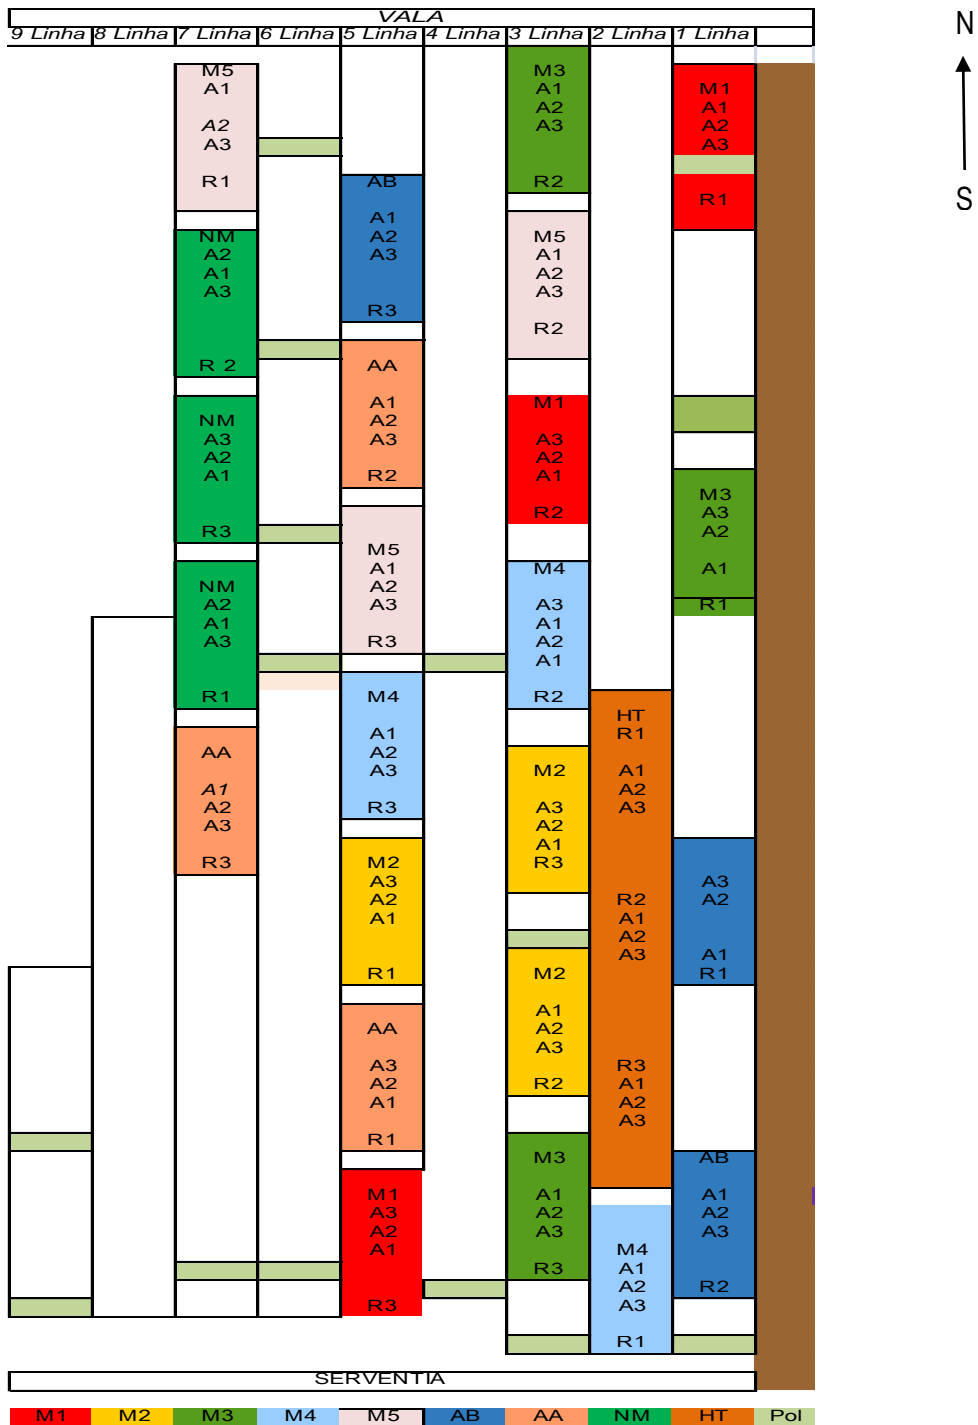 VALA
9 Linha 8 Linha 7 Linha 6 Linha 5 Linha 4 Linha 3 Linha 2 Linha 1 Linha
N
S
M5
A1
A2
A3
R1
NM
A2
A1
A3
R 2
NM
A3
A2
A1
R3
NM
A2
A1
A3
R1
AA
A1
A2
A3
R3
AB
A1
A2
A3
R3
AA
A1
A2
A3
R2
M5
A1
A2
A3
R3
M4
A1
A2
A3
R3
M2
A3
A2
A1
R1
AA
A3
A2
A1
R1
M1
A3
A2
A1
R3
M3
A1
A2
A3
R2
M5
A1
A2
A3
R2
M1
A3
A2
A1
R2
M4
A3
A1
A2
A1
R2
M2
A3
A2
A1
R3
M2
A1
A2
A3
R2
M3
A1
A2
A3
R3
HT
R1
A1
A2
A3
R2
A1
A2
A3
R3
A1
A2
A3
M4
A1
A2
A3
R1
M1
A1
A2
A3
R1
M3
A3
A2
A1
R1
A3
A2
A1
R1
AB
A1
A2
A3
R2
SERVENTIA
M1 M2 M3 M4 M5 AB AA NM HT Pol